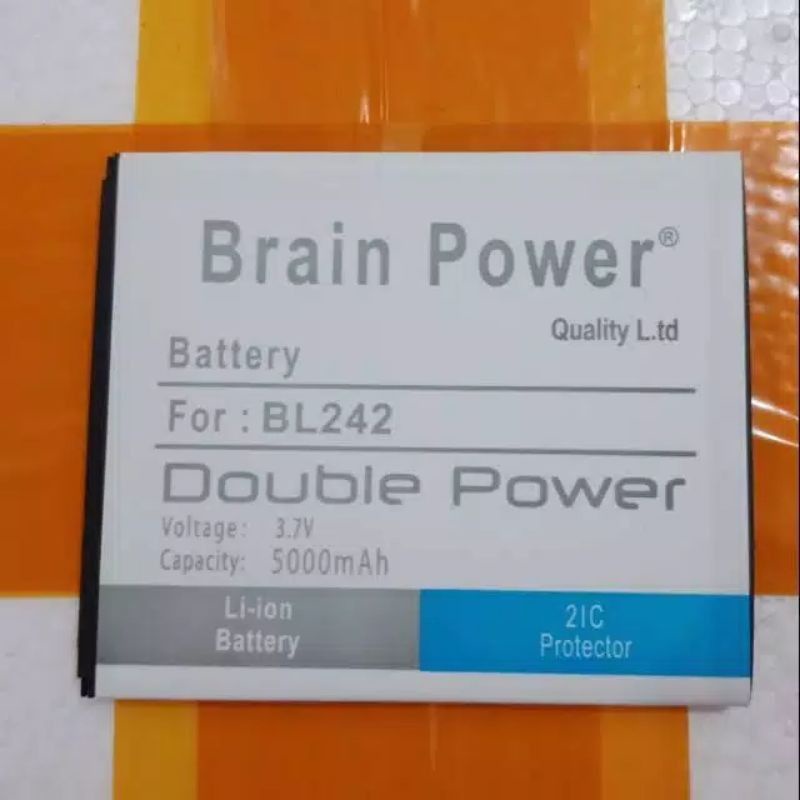 Brain Power®
Quality L.td
Battery
For : BL242
Double Power
Voltage: 3.7V
Capacity: 5000mAh
Li-ion
Battery
2IC
Protector